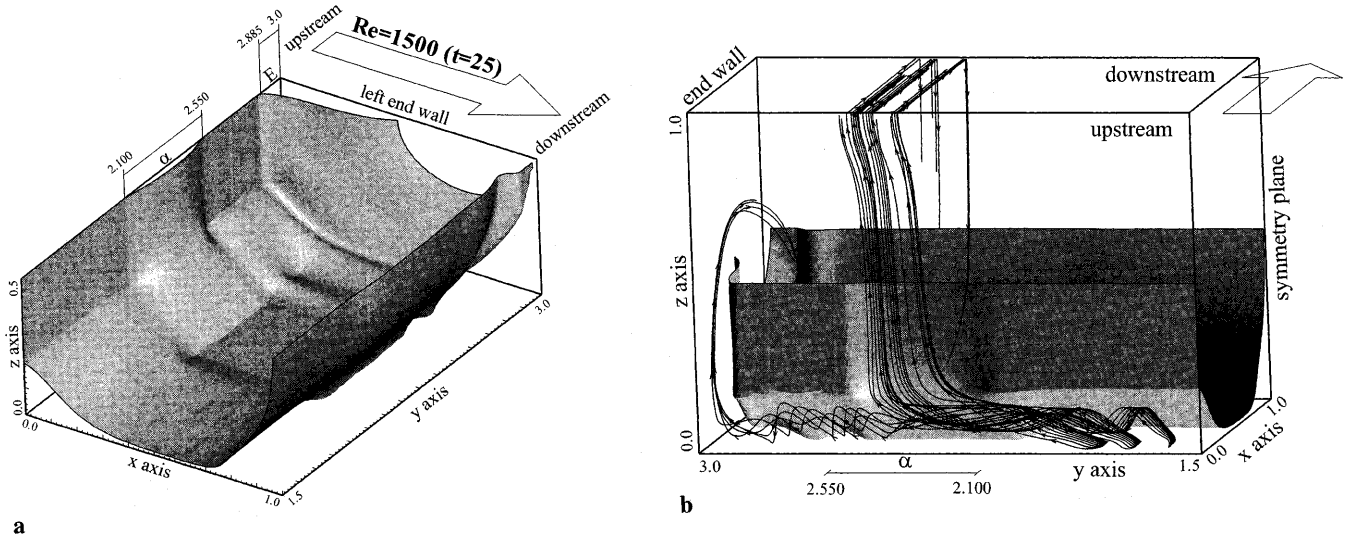 3.0
2.885
E
upstream
Re=1500 (t=25)
left end wall
downstream
2.550
α
2.100
0.5
z axis
0.0
0.0
x axis
1.0
1.5
y axis
3.0
a
end wall
downstream
upstream
1.0
z axis
0.0
symmetry plane
3.0
α
y axis
1.5
0.0
x axis
1.0
2.550
2.100
b